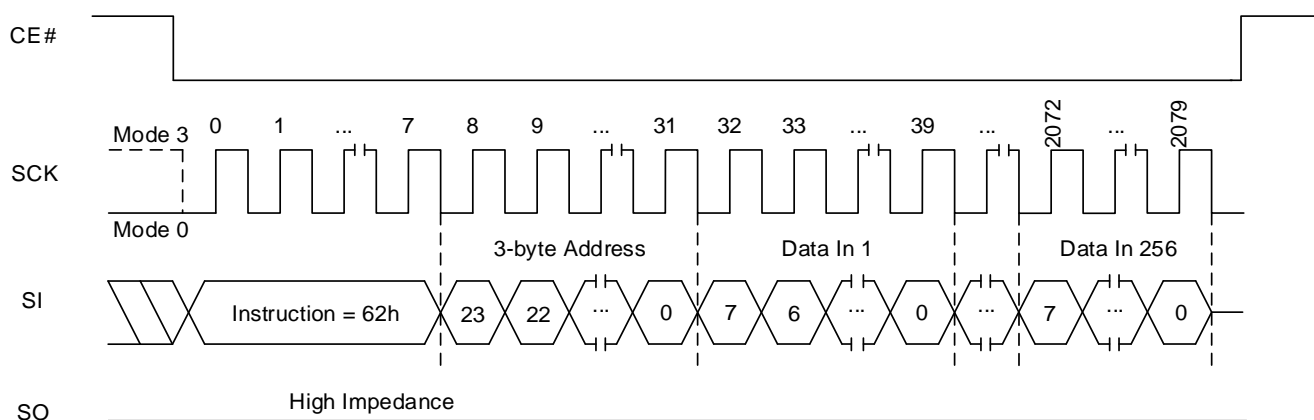 CE#
0 1 ... 7 8 9 ... 31 32 33 ... 39 ... 2072 ... 2079
Mode 3
SCK
Mode 0
3-byte Address Data In 1 Data In 256
SI
Instruction = 62h 23 22 ... 0 7 6 ... 0 ... 7 ... 0
High Impedance
SO